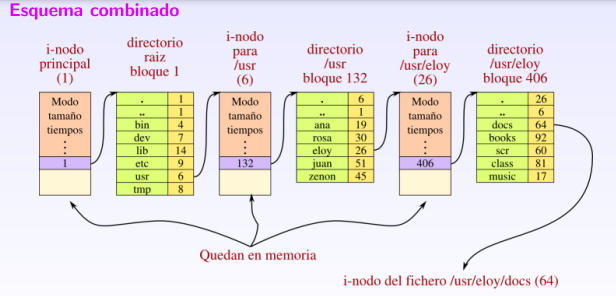 Esquema combinado
i-nodo
principal
(1)
Modo
tamaño
tiempos
⋮
1
directorio
raiz
bloque 1
. 1
.. 1
bin 4
dev 7
lib 14
etc 9
usr 6
tmp 8
i-nodo
para
/usr
(6)
Modo
tamaño
tiempos
⋮
132
directorio
/usr
bloque 132
. 6
.. 1
ana 19
rosa 30
eloy 26
juan 51
zenon 45
i-nodo
para
/usr/eloy
(26)
Modo
tamaño
tiempos
⋮
406
directorio
/usr/eloy
bloque 406
. 26
.. 6
docs 64
books 92
scr 60
class 81
music 17
Quedan en memoria
i-nodo del fichero /usr/eloy/docs (64)